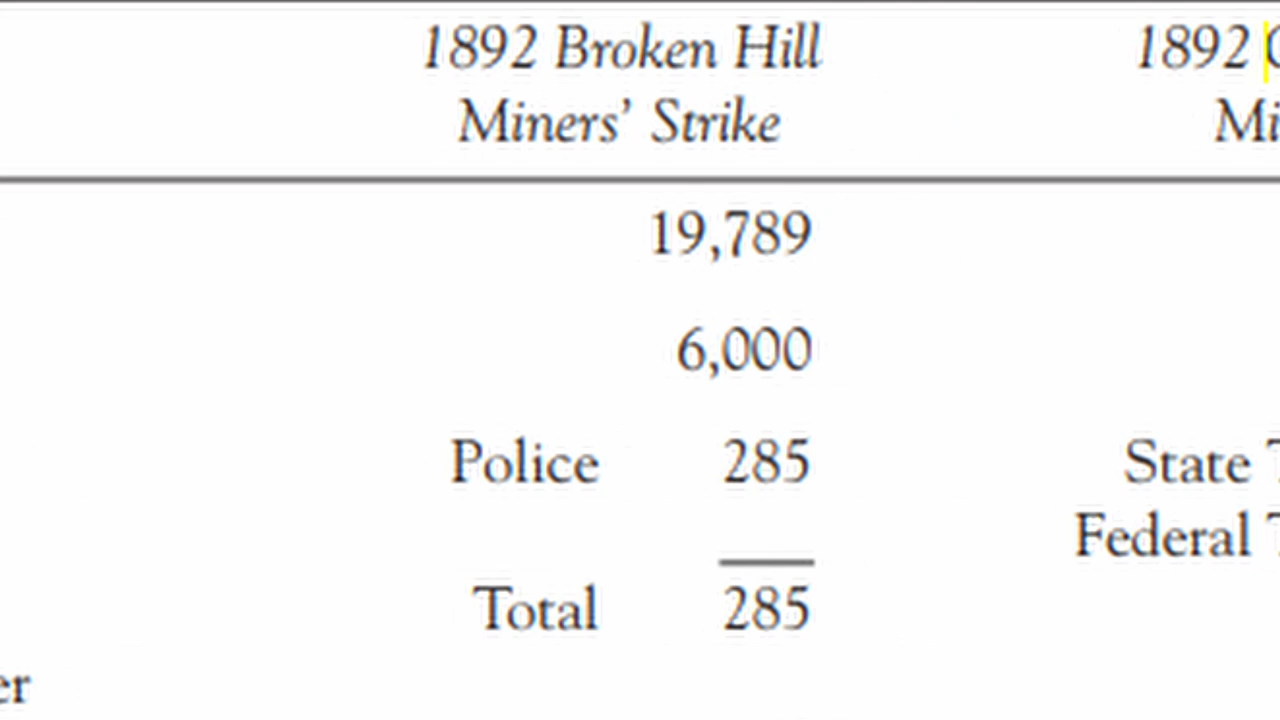 1892 Broken Hill 1892
Miners' Strike
19,789
6,000
Police 285 State
Federal
Total 285